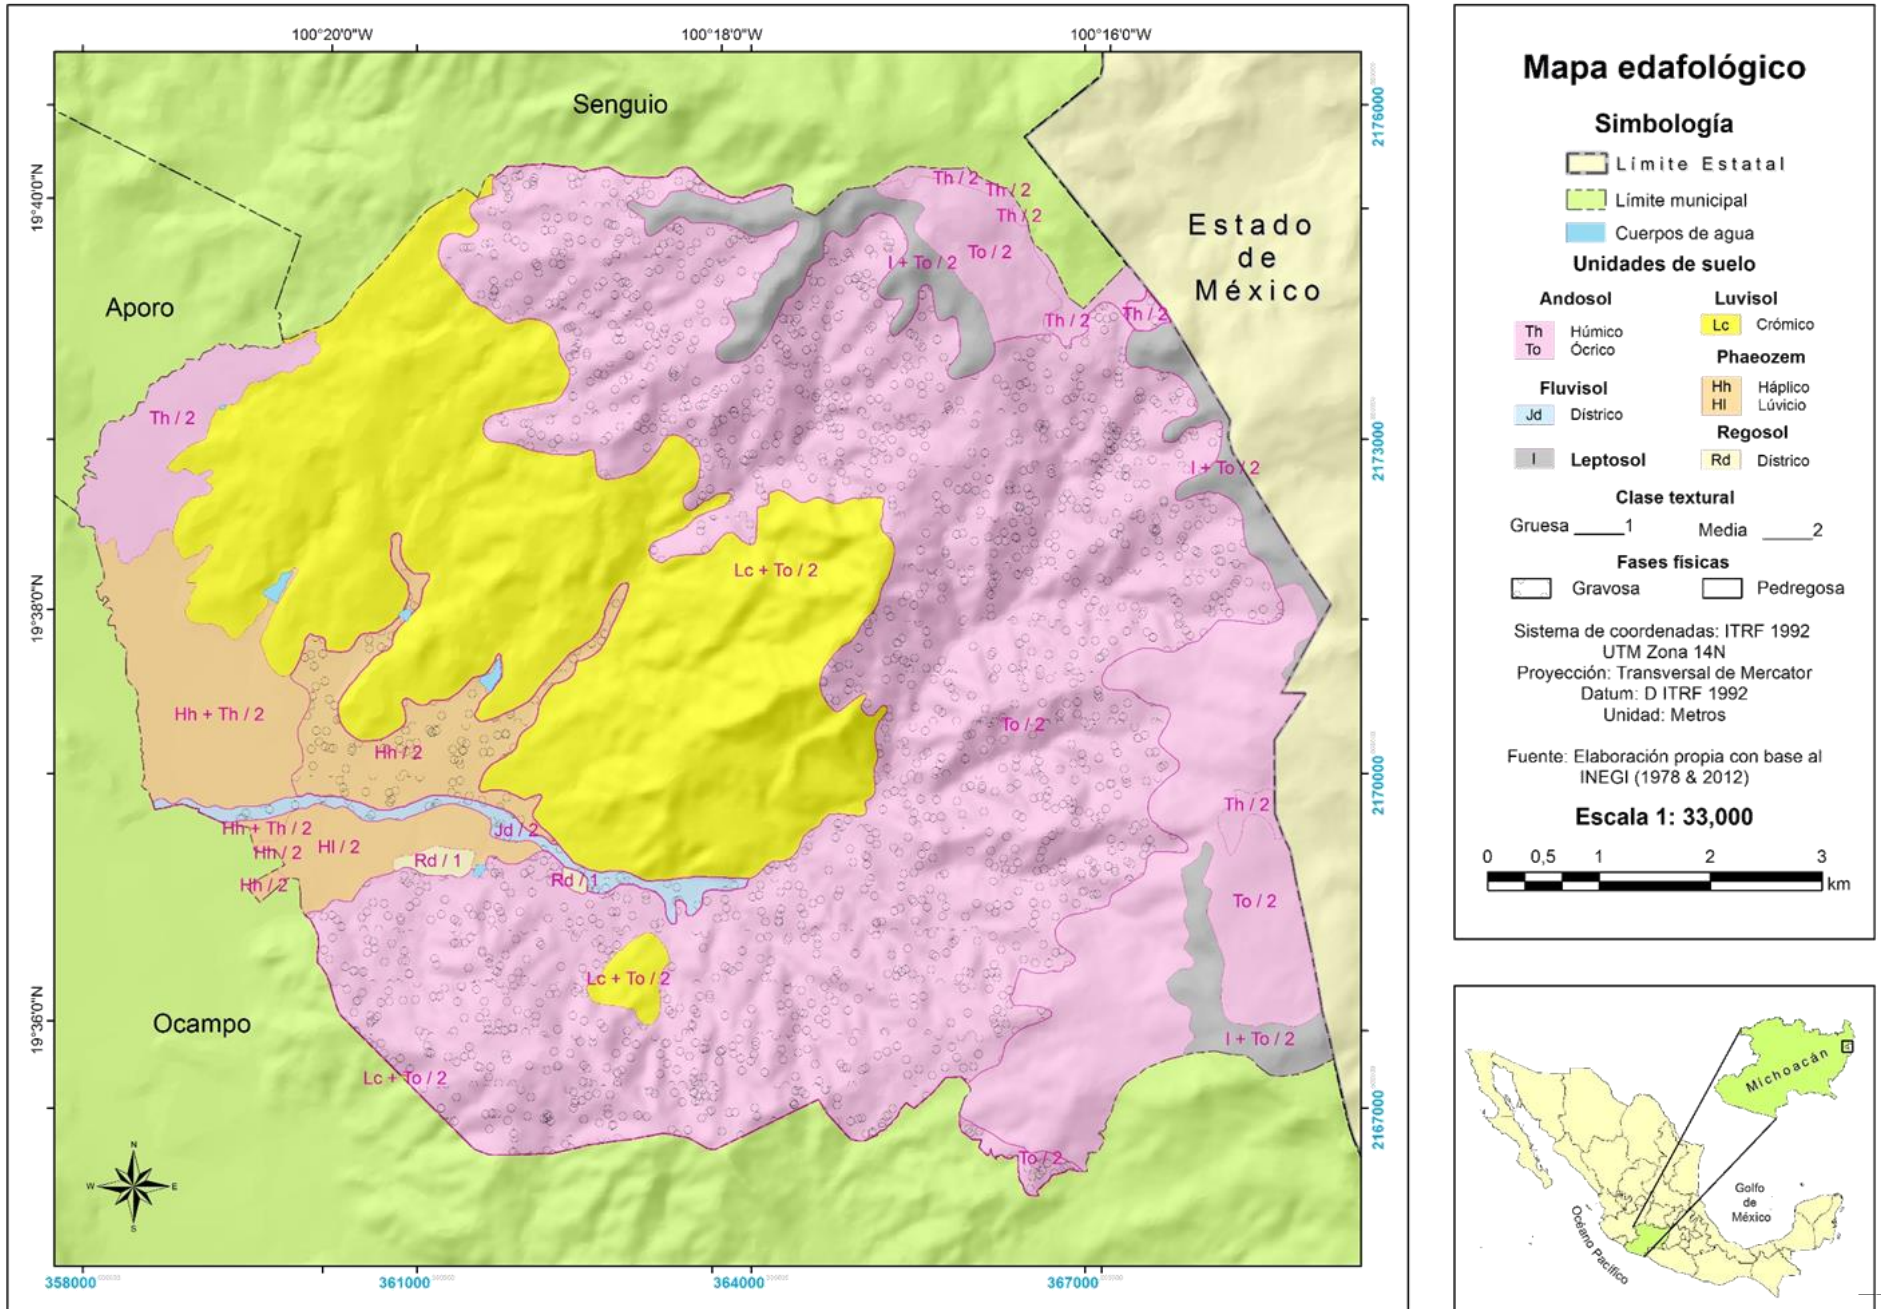 100°20'0"W
100°18'0"W
100°16'0"W
19°40'0"N
19°38'0"N
19°36'0"N
2176000
2173000
2170000
2167000
358000
361000
364000
367000
Senguio
Aporo
Estado
de
México
Ocampo
Th / 2
Th / 2
Th / 2
To / 2
I + To / 2
Th / 2
Th / 2
Th / 2
I + To / 2
Lc + To / 2
Hh + Th / 2
To / 2
Hh / 2
Th / 2
Hh + Th / 2
Jd / 2
Hl / 2
Hh / 2
Rd / 1
Rd / 1
Hh / 2
To / 2
Lc + To / 2
I + To / 2
Lc + To / 2
To / 2
N
W
E
S
Mapa edafológico
Simbología
Límite Estatal
Límite municipal
Cuerpos de agua
Unidades de suelo
Andosol
Th Húmico
To Ócrico
Fluvisol
Jd Dístrico
I Leptosol
Luvisol
Lc Crómico
Phaeozem
Hh Háplico
Hl Lúvicio
Regosol
Rd Dístrico
Clase textural
Gruesa 1 Media 2
Fases físicas
Gravosa Pedregosa
Sistema de coordenadas: ITRF 1992
UTM Zona 14N
Proyección: Transversal de Mercator
Datum: D ITRF 1992
Unidad: Metros
Fuente: Elaboración propia con base al
INEGI (1978 & 2012)
Escala 1: 33,000
0 0,5 1 2 3
km
Michoacán
Golfo
de
México
Océano Pacífico